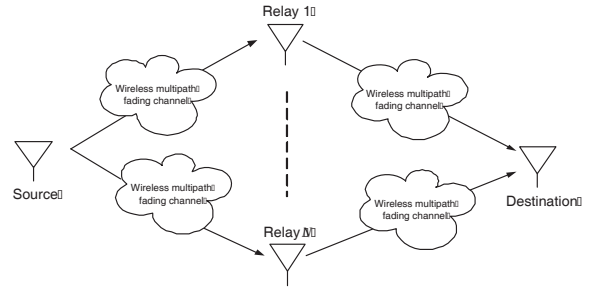 Relay 1
Wireless multipath
fading channel
Wireless multipath
fading channel
Source
Wireless multipath
fading channel
Wireless multipath
fading channel
Destination
Relay N